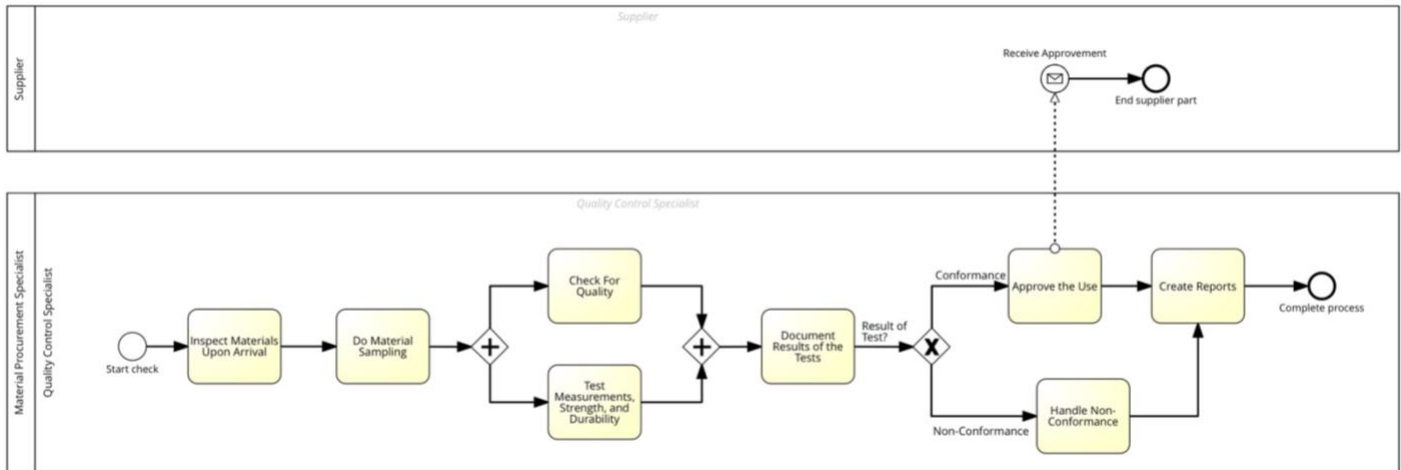 Supplier
Supplier
Receive Approvement
End supplier part
Material Procurement Specialist
Quality Control Specialist
Quality Control Specialist
Start check
Inspect Materials
Upon Arrival
Do Material
Sampling
Check For
Quality
Test
Measurements,
Strength, and
Durability
Document
Results of the
Tests
Result of
Test?
X
Conformance
Approve the Use
Create Reports
Complete process
Non-Conformance
Handle Non-
Conformance